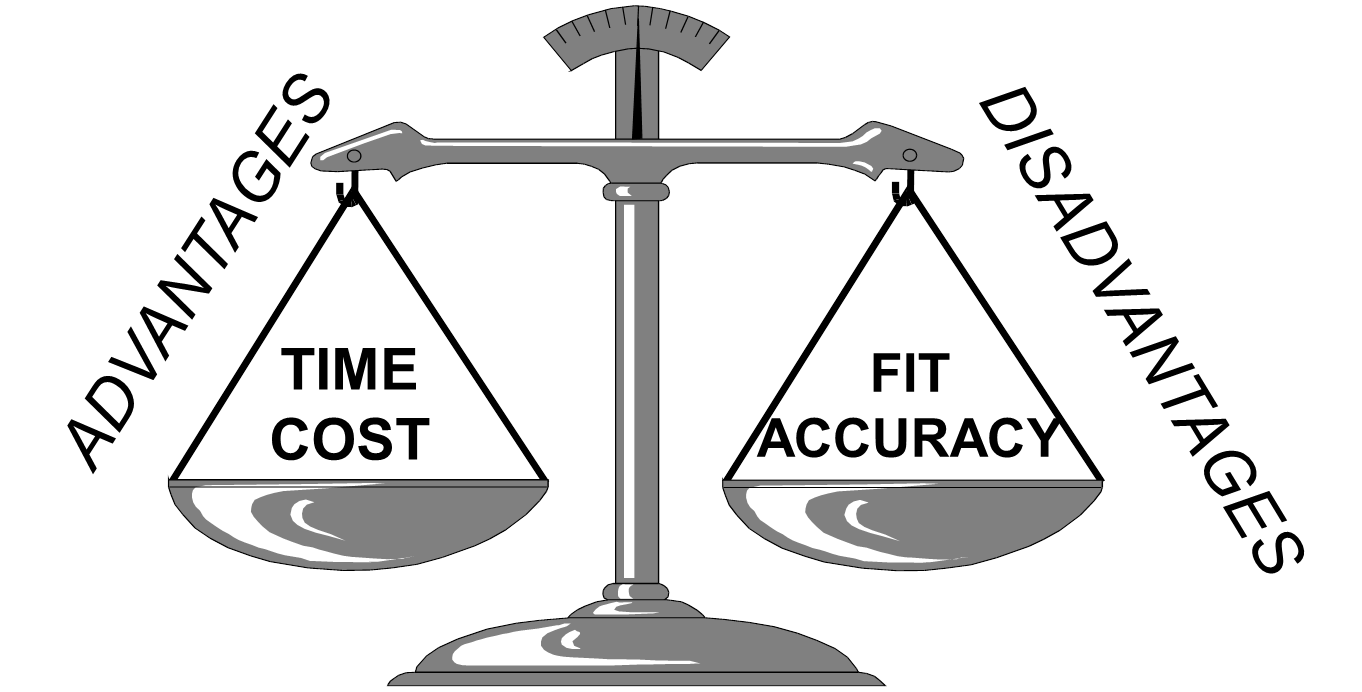 ADVANTAGES
TIME
COST
FIT
ACCURACY
DISADVANTAGES